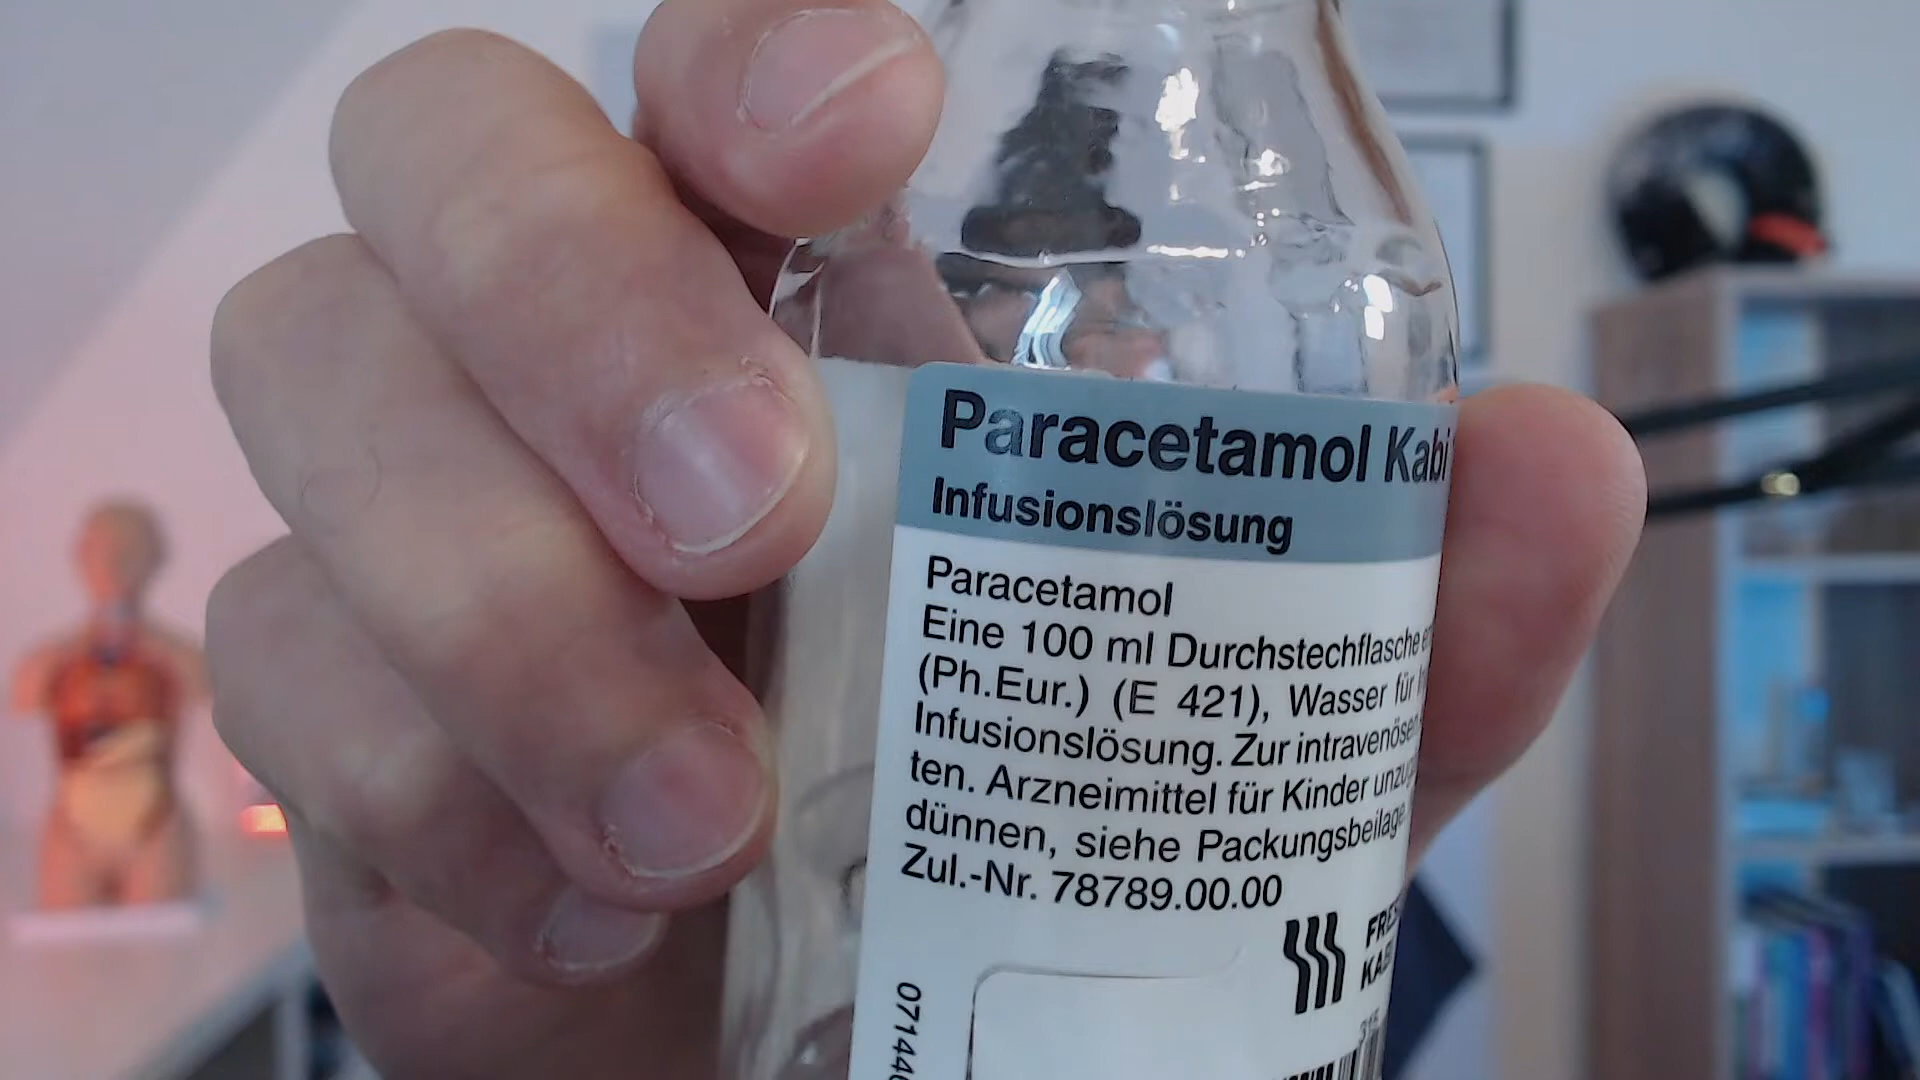 Paracetamol Kabi
Infusionslösung
Paracetamol
Eine 100 ml Durchstechflasche
(Ph.Eur.) (E 421), Wasser für
Infusionslösung. Zur intravenösen
ten. Arzneimittel für Kinder
dünnen, siehe Packungsbeilage.
Zul.-Nr. 78789.00.00